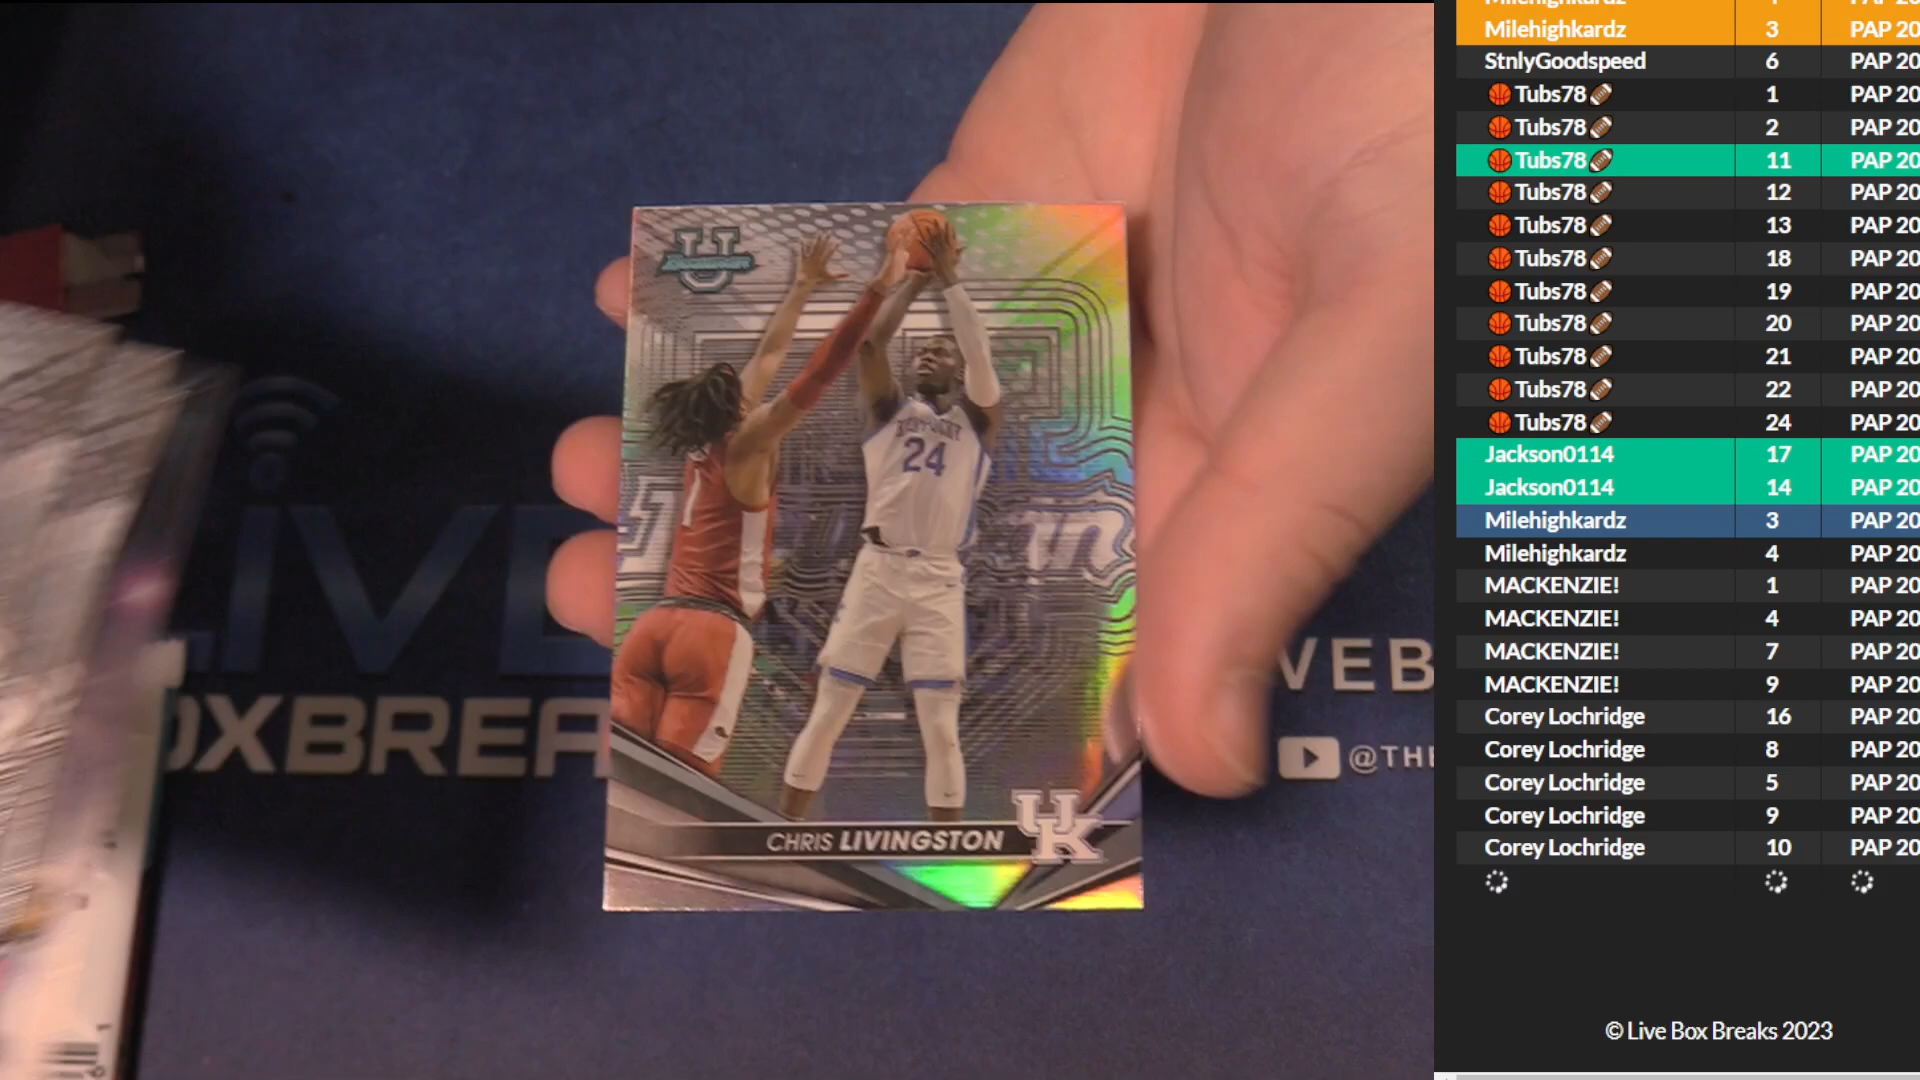 Milehighkardz
Milehighkardz 3 PAP 20
StnlyGoodspeed 6 PAP 20
🏀 Tubs78🏈 1 PAP 20
🏀 Tubs78🏈 2 PAP 20
🏀 Tubs78🏈 11 PAP 20
🏀 Tubs78🏈 12 PAP 20
🏀 Tubs78🏈 13 PAP 20
🏀 Tubs78🏈 18 PAP 20
🏀 Tubs78🏈 19 PAP 20
🏀 Tubs78🏈 20 PAP 20
🏀 Tubs78🏈 21 PAP 20
🏀 Tubs78🏈 22 PAP 20
🏀 Tubs78🏈 24 PAP 20
Jackson0114 17 PAP 20
Jackson0114 14 PAP 20
Milehighkardz 3 PAP 20
Milehighkardz 4 PAP 20
MACKENZIE! 1 PAP 20
MACKENZIE! 4 PAP 20
MACKENZIE! 7 PAP 20
MACKENZIE! 9 PAP 20
Corey Lochridge 16 PAP 20
Corey Lochridge 8 PAP 20
Corey Lochridge 5 PAP 20
Corey Lochridge 9 PAP 20
Corey Lochridge 10 PAP 20
© Live Box Breaks 2023
U
KENTUCKY
24
1
CHRIS LIVINGSTON
UK
LIVE
OXBREA
VEB
@THE